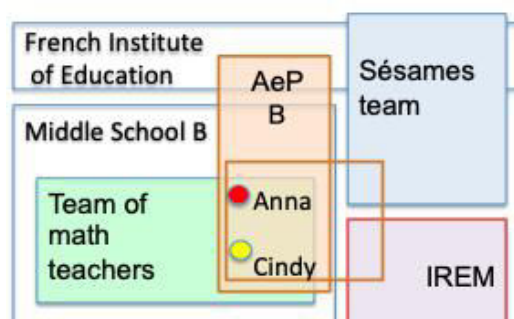 French Institute
of Education
AeP
B
Sésames
team
Middle School B
Team of
math
teachers
Anna
Cindy
IREM